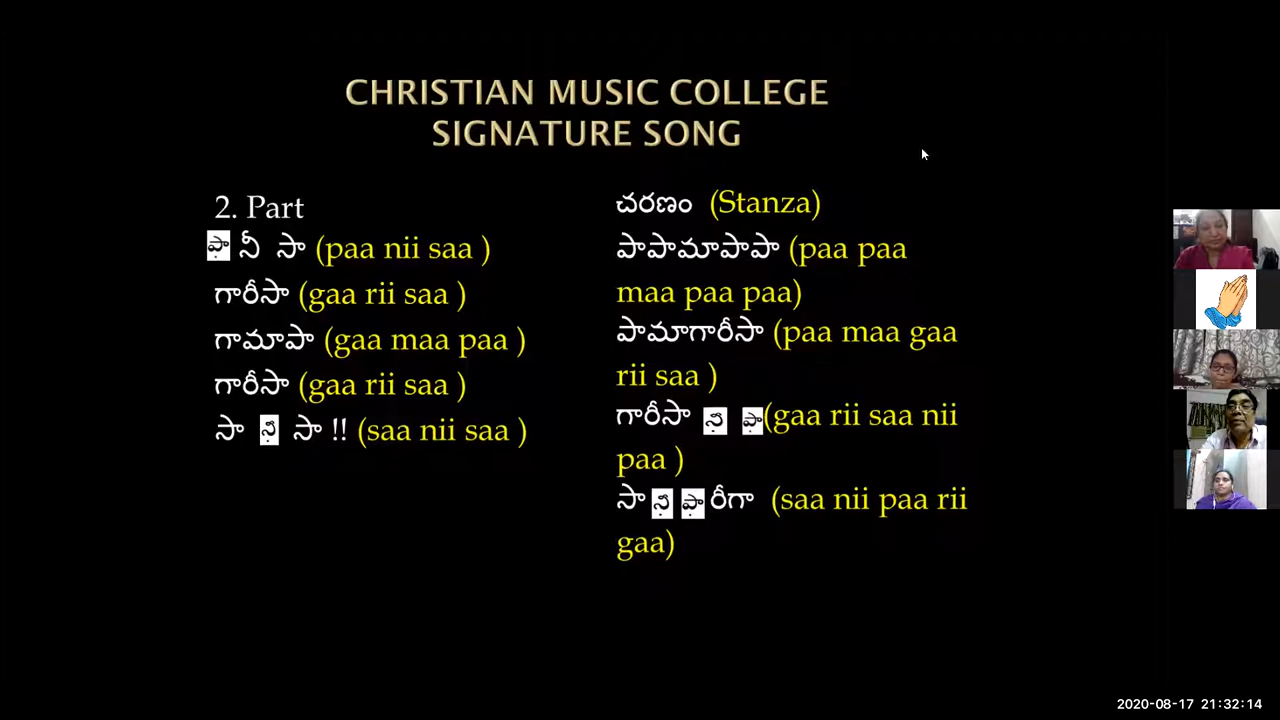 CHRISTIAN MUSIC COLLEGE
SIGNATURE SONG
2. Part
పా నీ సా (paa nii saa )
గారీసా (gaa rii saa )
గామాపా (gaa maa paa )
గారీసా (gaa rii saa )
సా నీ సా !! (saa nii saa )
చరణం (Stanza)
పాపామాపాపా (paa paa
maa paa paa)
పామాగారీసా (paa maa gaa
rii saa )
గారీసా ని పా(gaa rii saa nii
paa )
సా నీ పా రీగా (saa nii paa rii
gaa)
2020-08-17 21:32:14